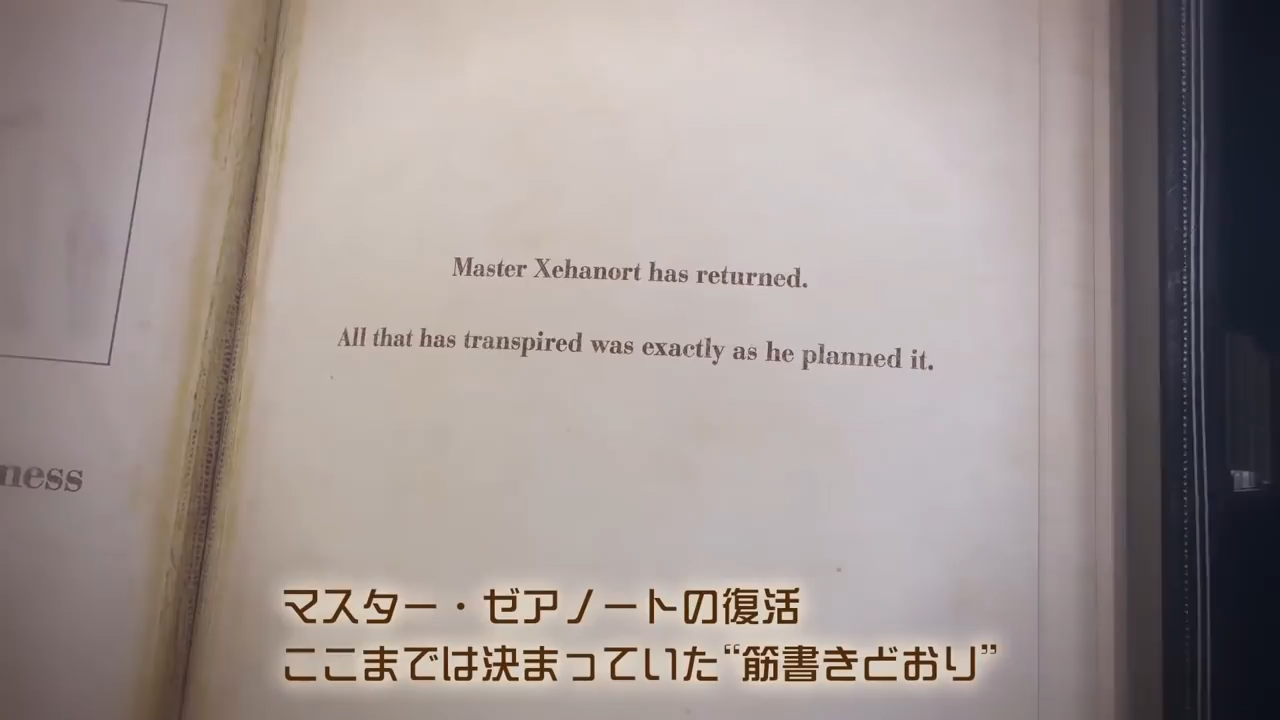 Master Xehanort has returned.
All that has transpired was exactly as he planned it.
ness
マスター・ゼアノートの復活
ここまでは決まっていた“筋書きどおり”